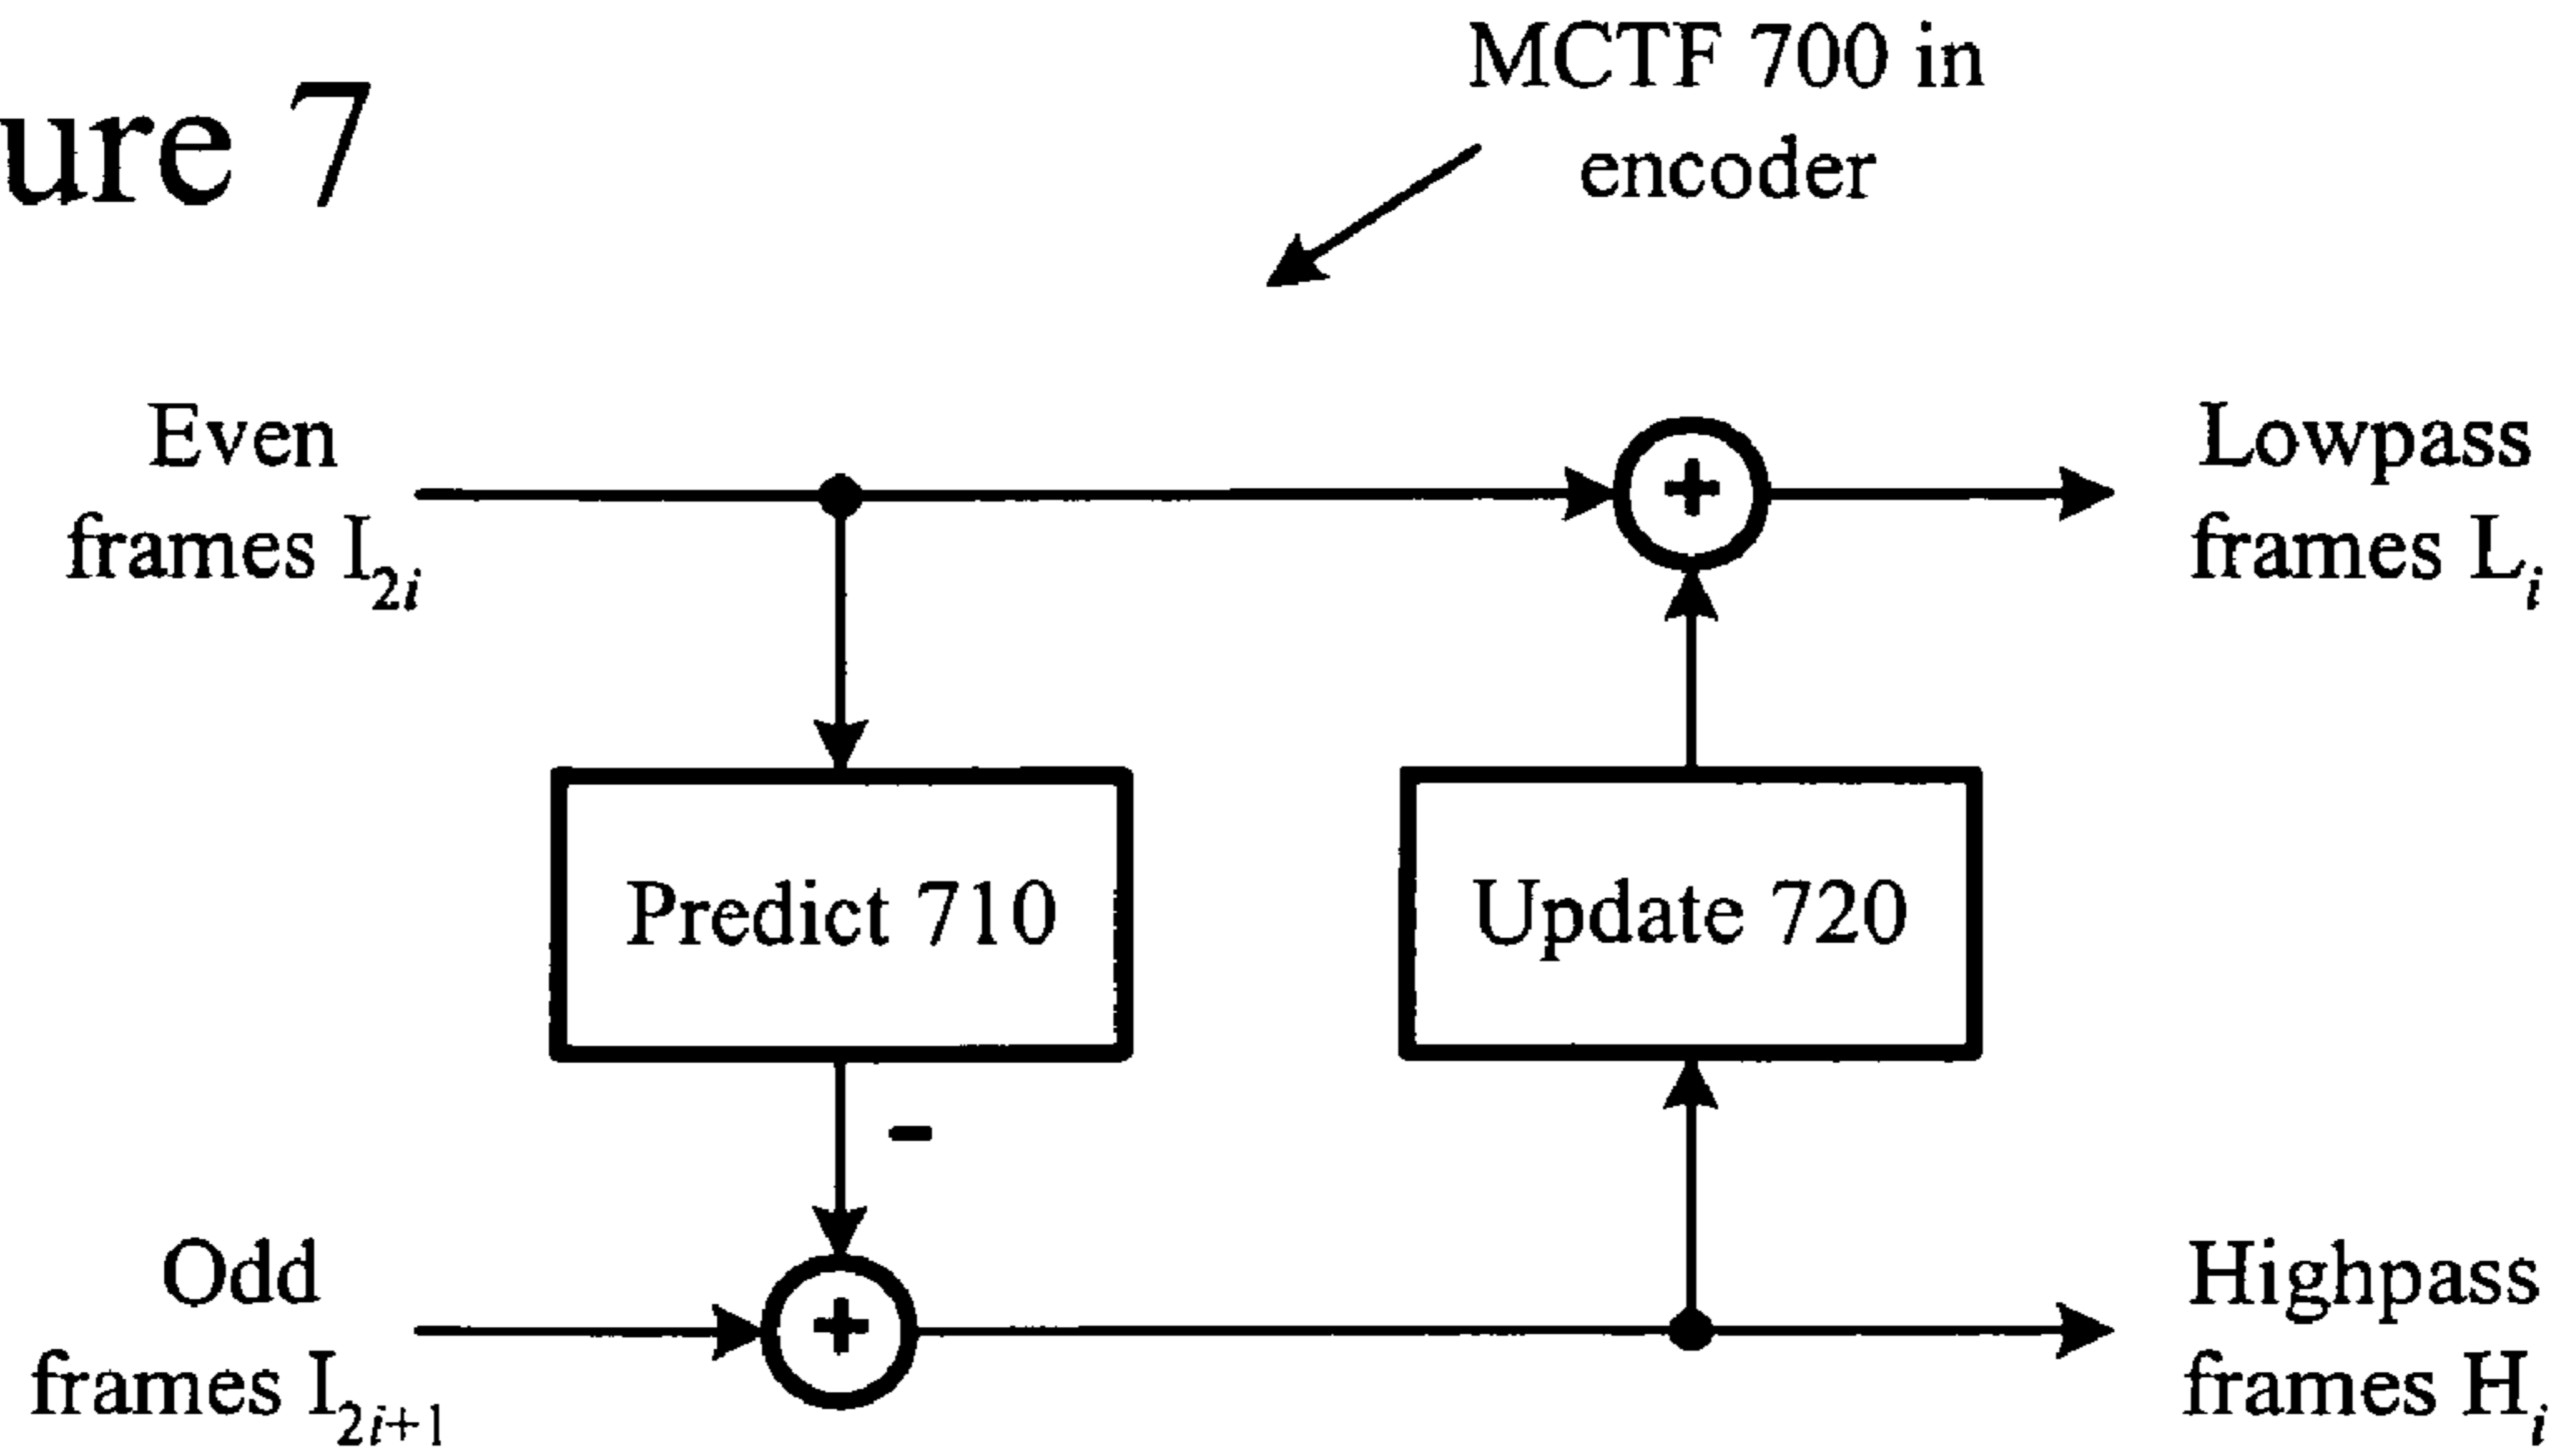 ure 7
MCTF 700 in
encoder
Even
frames I2i
Lowpass
frames Li
Predict 710
Update 720
-
+
+
Odd
frames I2i+1
Highpass
frames Hi